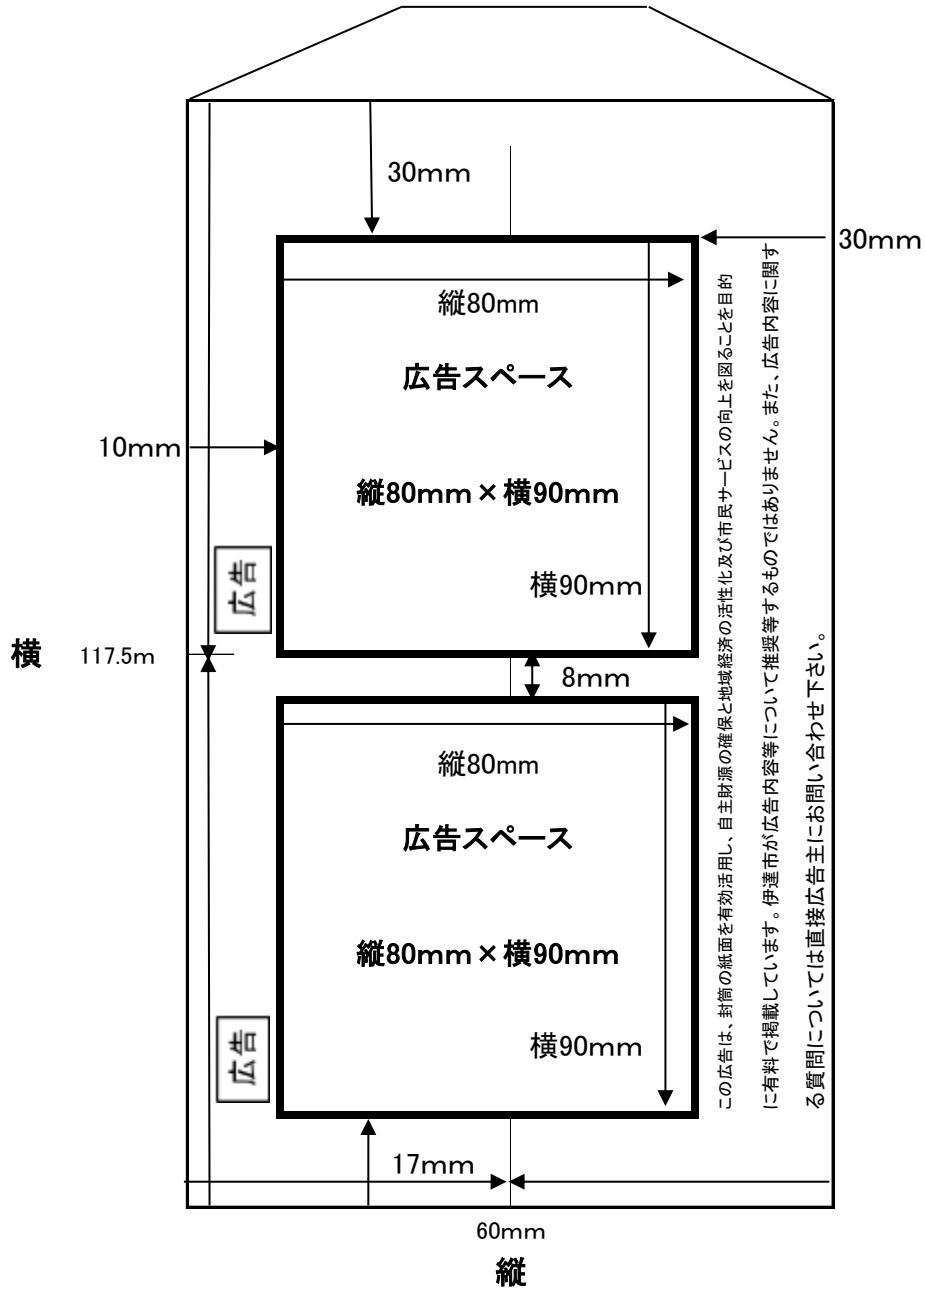 30mm
30mm
縦80mm
広告スペース
10mm
縦80mm×横90mm
広告
横90mm
横
117.5m
8mm
縦80mm
広告スペース
縦80mm×横90mm
広告
横90mm
17mm
60mm
縦
この広告は、封筒の紙面を有効活用し、自主財源の確保と地域経済の活性化及び市民サービスの向上を図ることを目的
に有料で掲載しています。伊達市が広告内容等について推奨等するものではありません。また、広告内容に関す
る質問については直接広告主にお問い合わせ下さい。